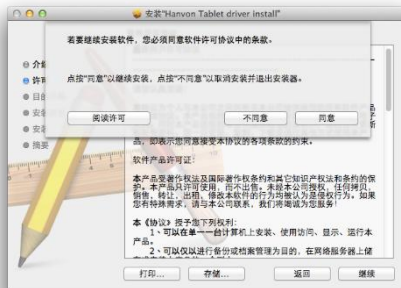 安装"Hanvon Tablet driver install"
若要继续安装软件，您必须同意软件许可协议中的条款。
点按"同意"以继续安装，点按"不同意"以取消安装并退出安装器。
阅读许可
不同意
同意
介绍
许可
安装
摘要
品，即表示您同意接受本协议的各项条款的约束。
软件产品许可证：
本产品受著作权法及国际著作权条约和其它知识产权法和条约的保
护。本产品只许可使用，而不出售。未经本公司授权，任何拷贝，
销售，转让，出租，修改本软件的行为均被认为是侵权行为。如果
您有特殊需求，请与本公司联系，我们将竭诚为您服务！
本《协议》授予您下列权利：
1、可以在单一一台计算机上安装、使用访问、显示、运行本
产品。
2、可以仅以进行备份或档案管理为目的，在网络服务器上储
打印...
存储...
返回
继续